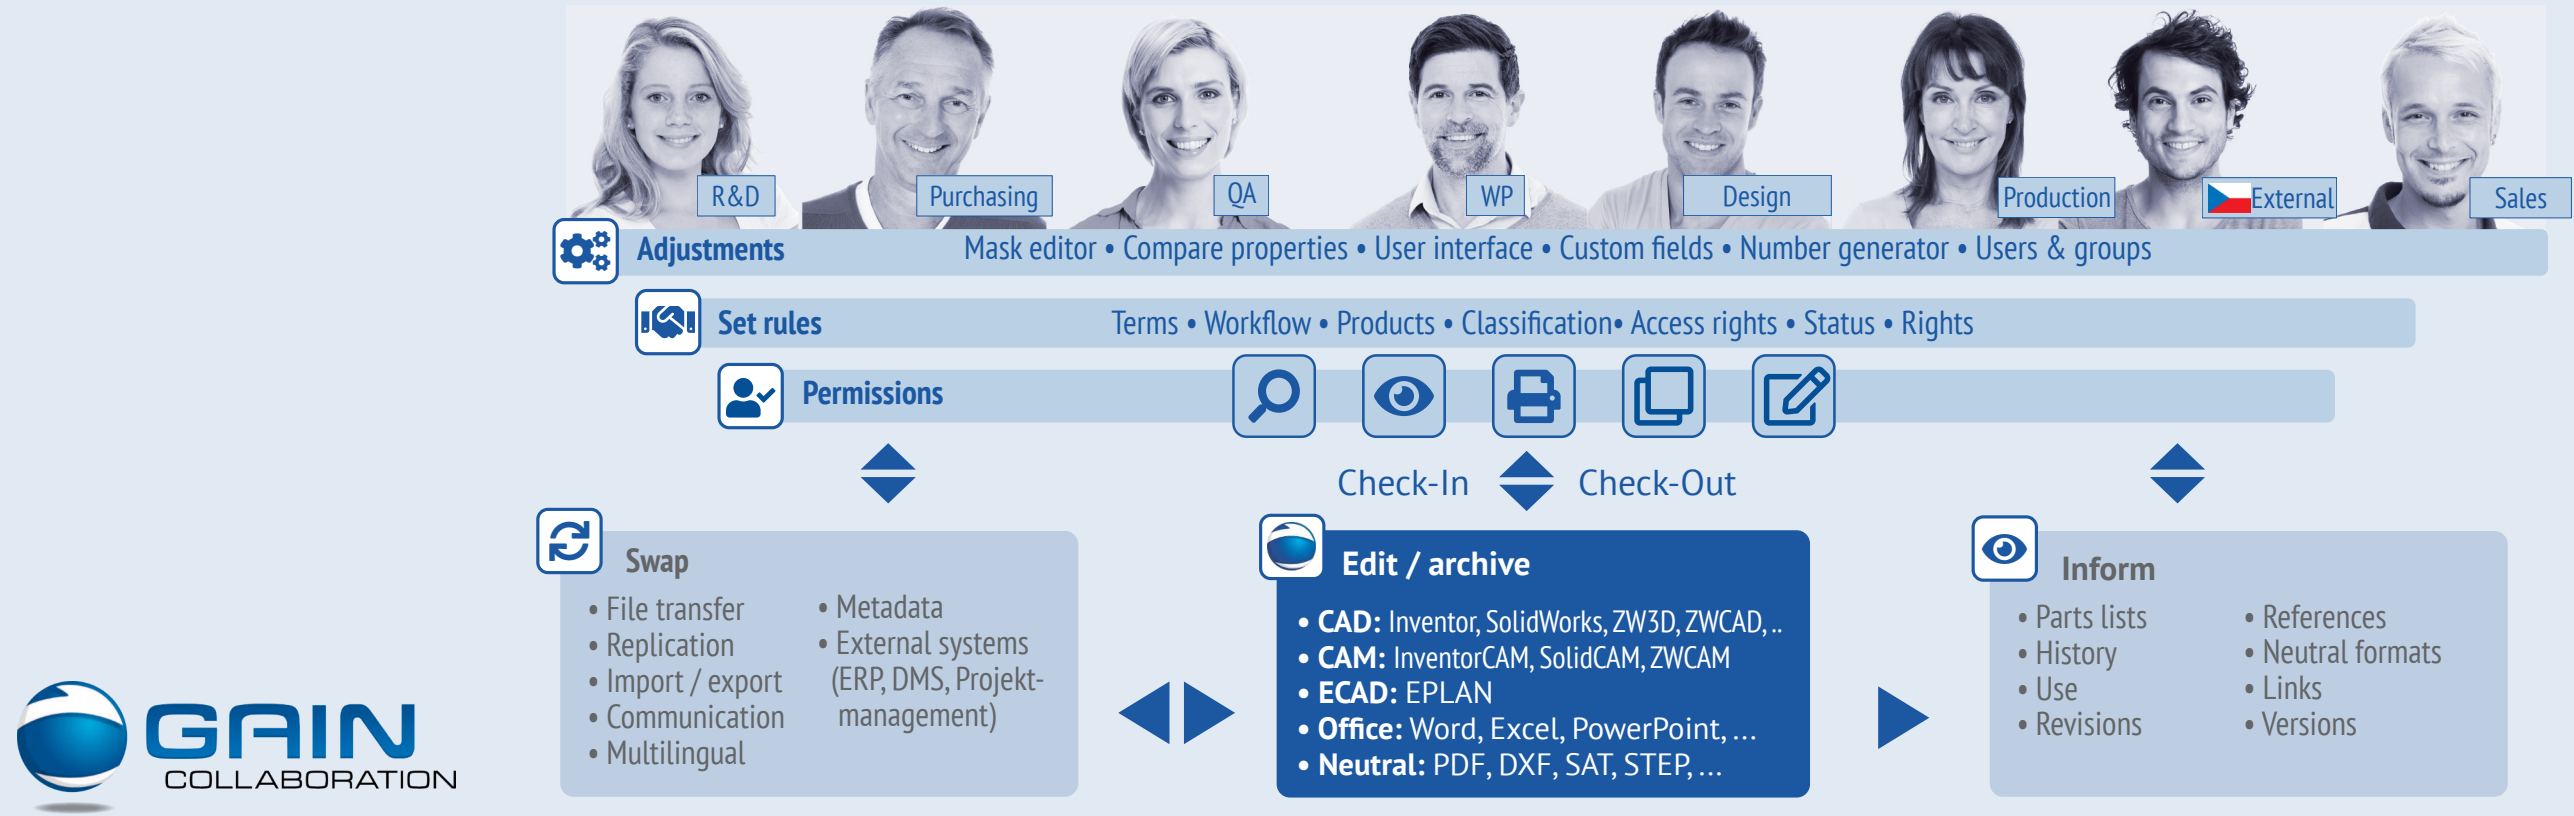 R&D
Purchasing
QA
WP
Design
Production
External
Sales
Adjustments
Mask editor • Compare properties • User interface • Custom fields • Number generator • Users & groups
Set rules
Terms • Workflow • Products • Classification• Access rights • Status • Rights
Permissions
Check-In
Check-Out
Swap
• File transfer
• Replication
• Import / export
• Communication
• Multilingual
• Metadata
• External systems
(ERP, DMS, Projekt-
management)
Edit / archive
• CAD: Inventor, SolidWorks, ZW3D, ZWCAD, ..
• CAM: InventorCAM, SolidCAM, ZWCAM
• ECAD: EPLAN
• Office: Word, Excel, PowerPoint, ...
• Neutral: PDF, DXF, SAT, STEP, ...
Inform
• Parts lists
• History
• Use
• Revisions
• References
• Neutral formats
• Links
• Versions
GAIN
COLLABORATION